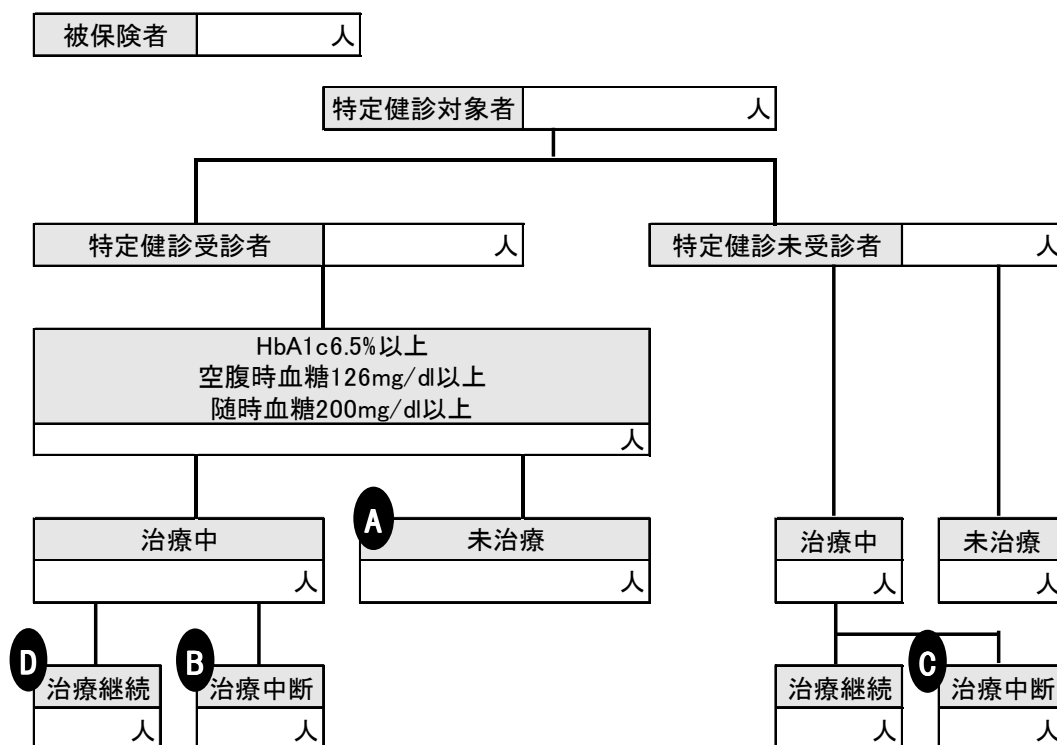 被保険者 人
特定健診対象者 人
特定健診受診者 人 特定健診未受診者 人
HbA1c6.5%以上
空腹時血糖126mg/dl以上
随時血糖200mg/dl以上
人
A
治療中 未治療 治療中 未治療
人 人 人 人
D B C
治療継続 治療中断 治療継続 治療中断
人 人 人 人